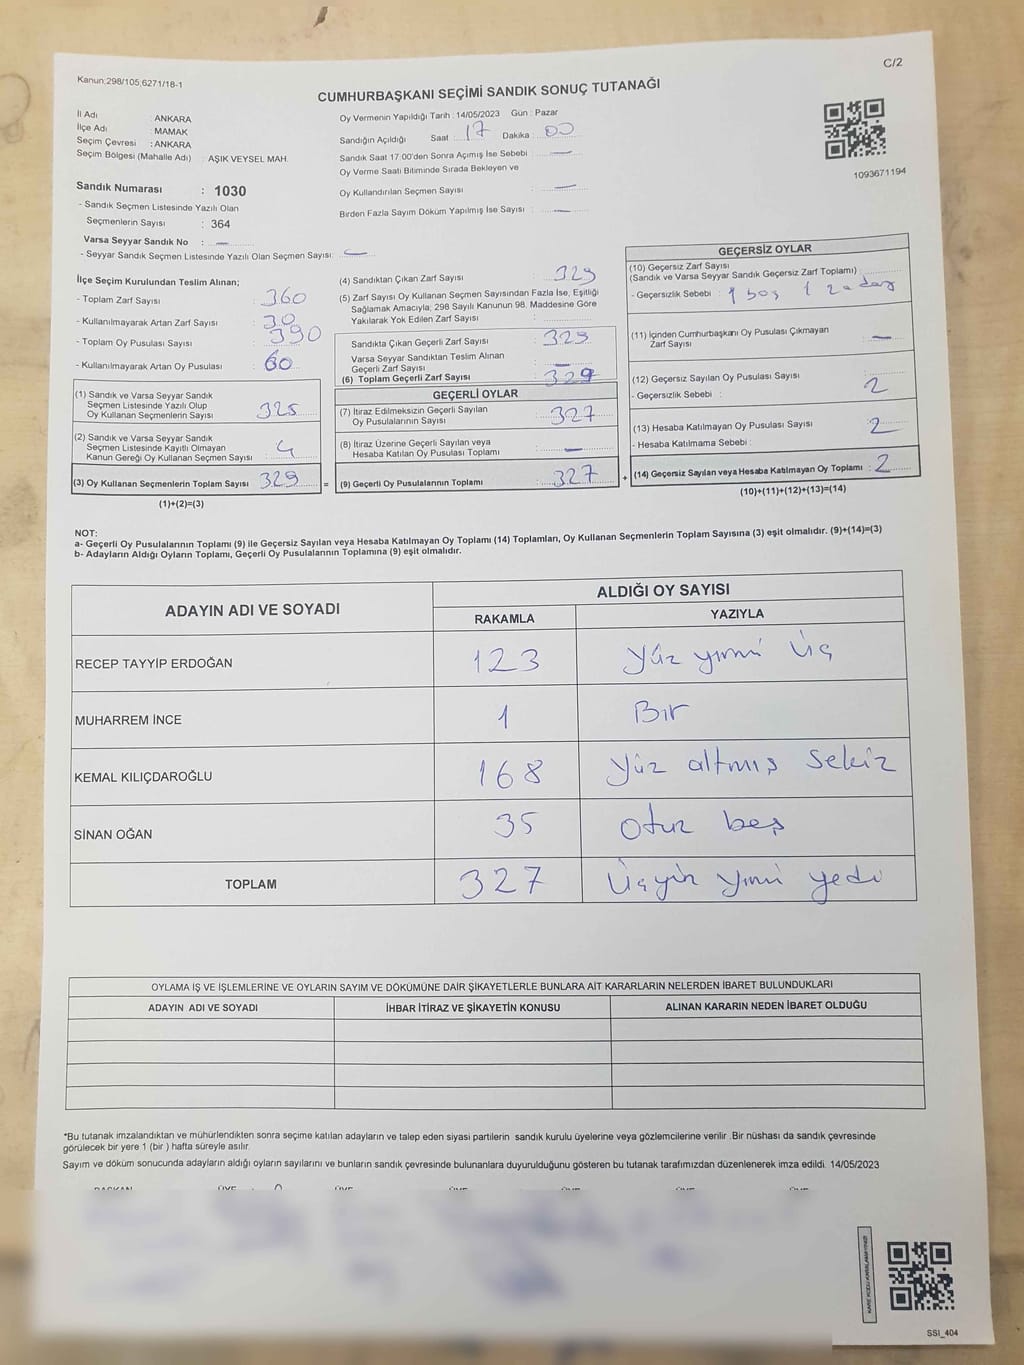 Kanun;298/105,6271/18-1
C/2
CUMHURBAŞKANI SEÇİMİ SANDIK SONUÇ TUTANAĞI
İl Adı : ANKARA
İlçe Adı : MAMAK
Seçim Çevresi : ANKARA
Seçim Bölgesi (Mahalle Adı) : AŞIK VEYSEL MAH.
Sandık Numarası : 1030
- Sandık Seçmen Listesinde Yazılı Olan
Seçmenlerin Sayısı : 364
Varsa Seyyar Sandık No : —
- Seyyar Sandık Seçmen Listesinde Yazılı Olan Seçmen Sayısı: —
Oy Vermenin Yapıldığı Tarih : 14/05/2023 Gün : Pazar
Sandığın Açıldığı Saat : 17 Dakika : 00
Sandık Saat 17:00'den Sonra Açımış İse Sebebi : —
Oy Verme Saati Bitiminde Sırada Bekleyen ve
Oy Kullandırılan Seçmen Sayısı : —
Birden Fazla Sayım Döküm Yapılmış İse Sayısı : —
1093671194
İlçe Seçim Kurulundan Teslim Alınan;
- Toplam Zarf Sayısı : 360
- Kullanılmayarak Artan Zarf Sayısı : 30
- Toplam Oy Pusulası Sayısı : 390
- Kullanılmayarak Artan Oy Pusulası : 60
(1) Sandık ve Varsa Seyyar Sandık
Seçmen Listesinde Yazılı Olup
Oy Kullanan Seçmenlerin Sayısı : 325
(2) Sandık ve Varsa Seyyar Sandık
Seçmen Listesinde Kayıtlı Olmayan
Kanun Gereği Oy Kullanan Seçmen Sayısı : 4
(3) Oy Kullanan Seçmenlerin Toplam Sayısı : 329
(1)+(2)=(3)
(4) Sandıktan Çıkan Zarf Sayısı : 329
(5) Zarf Sayısı Oy Kullanan Seçmen Sayısından Fazla İse, Eşitliği
Sağlamak Amacıyla; 298 Sayılı Kanunun 98. Maddesine Göre
Yakılarak Yok Edilen Zarf Sayısı :
Sandıkta Çıkan Geçerli Zarf Sayısı : 329
Varsa Seyyar Sandıktan Teslim Alınan
Geçerli Zarf Sayısı : —
(6) Toplam Geçerli Zarf Sayısı : 329
GEÇERLİ OYLAR
(7) İtiraz Edilmeksizin Geçerli Sayılan
Oy Pusulalarının Sayısı : 327
(8) İtiraz Üzerine Geçerli Sayılan veya
Hesaba Katılan Oy Pusulası Toplamı : —
= (9) Geçerli Oy Pusulalarının Toplamı : 327
GEÇERSİZ OYLAR
(10) Geçersiz Zarf Sayısı
(Sandık ve Varsa Seyyar Sandık Geçersiz Zarf Toplamı) :
- Geçersizlik Sebebi : 1 boş 1
(11) İçinden Cumhurbaşkanı Oy Pusulası Çıkmayan
Zarf Sayısı : —
(12) Geçersiz Sayılan Oy Pusulası Sayısı : 2
- Geçersizlik Sebebi :
(13) Hesaba Katılmayan Oy Pusulası Sayısı : 2
- Hesaba Katılmama Sebebi :
+ (14) Geçersiz Sayılan veya Hesaba Katılmayan Oy Toplamı : 2
(10)+(11)+(12)+(13)=(14)
NOT:
a- Geçerli Oy Pusulalarının Toplamı (9) ile Geçersiz Sayılan veya Hesaba Katılmayan Oy Toplamı (14) Toplamları, Oy Kullanan Seçmenlerin Toplam Sayısına (3) eşit olmalıdır. (9)+(14)=(3)
b- Adayların Aldığı Oyların Toplamı, Geçerli Oy Pusulalarının Toplamına (9) eşit olmalıdır.
ADAYIN ADI VE SOYADI
ALDIĞI OY SAYISI
RAKAMLA YAZIYLA
RECEP TAYYİP ERDOĞAN 123 Yüz yirmi üç
MUHARREM İNCE 1 Bir
KEMAL KILIÇDAROĞLU 168 Yüz altmış sekiz
SİNAN OĞAN 35 Otuz beş
TOPLAM 327 Üçyüz yirmi yedi
OYLAMA İŞ VE İŞLEMLERİNE VE OYLARIN SAYIM VE DÖKÜMÜNE DAİR ŞİKAYETLERLE BUNLARA AİT KARARLARIN NELERDEN İBARET BULUNDUKLARI
ADAYIN ADI VE SOYADI İHBAR İTİRAZ VE ŞİKAYETİN KONUSU ALINAN KARARIN NEDEN İBARET OLDUĞU
*Bu tutanak imzalandıktan ve mühürlendikten sonra seçime katılan adayların ve talep eden siyasi partilerin sandık kurulu üyelerine veya gözlemcilerine verilir .Bir nüshası da sandık çevresinde
görülecek bir yere 1 (bir ) hafta süreyle asılır.
Sayım ve döküm sonucunda adayların aldığı oyların sayılarını ve bunların sandık çevresinde bulunanlara duyurulduğunu gösteren bu tutanak tarafımızdan düzenlenerek imza edildi. 14/05/2023
SSI_404